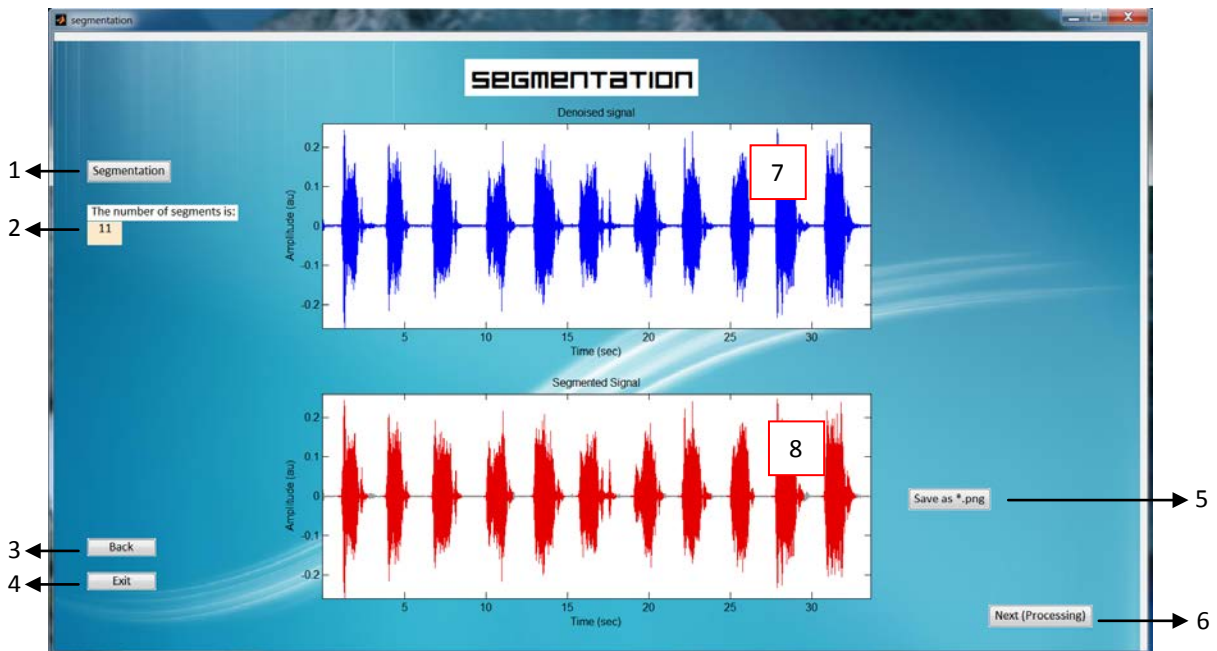 segmentation
X
SEGMENTATION
Denoised signal
7
0.2
0.1
0
-0.1
-0.2
Amplitude (au)
5 10 15 20 25 30
Time (sec)
1
Segmentation
2
The number of segments is:
11
Segmented Signal
8
0.2
0.1
0
-0.1
-0.2
Amplitude (au)
5 10 15 20 25 30
Time (sec)
Save as *.png
5
3
Back
4
Exit
Next (Processing)
6